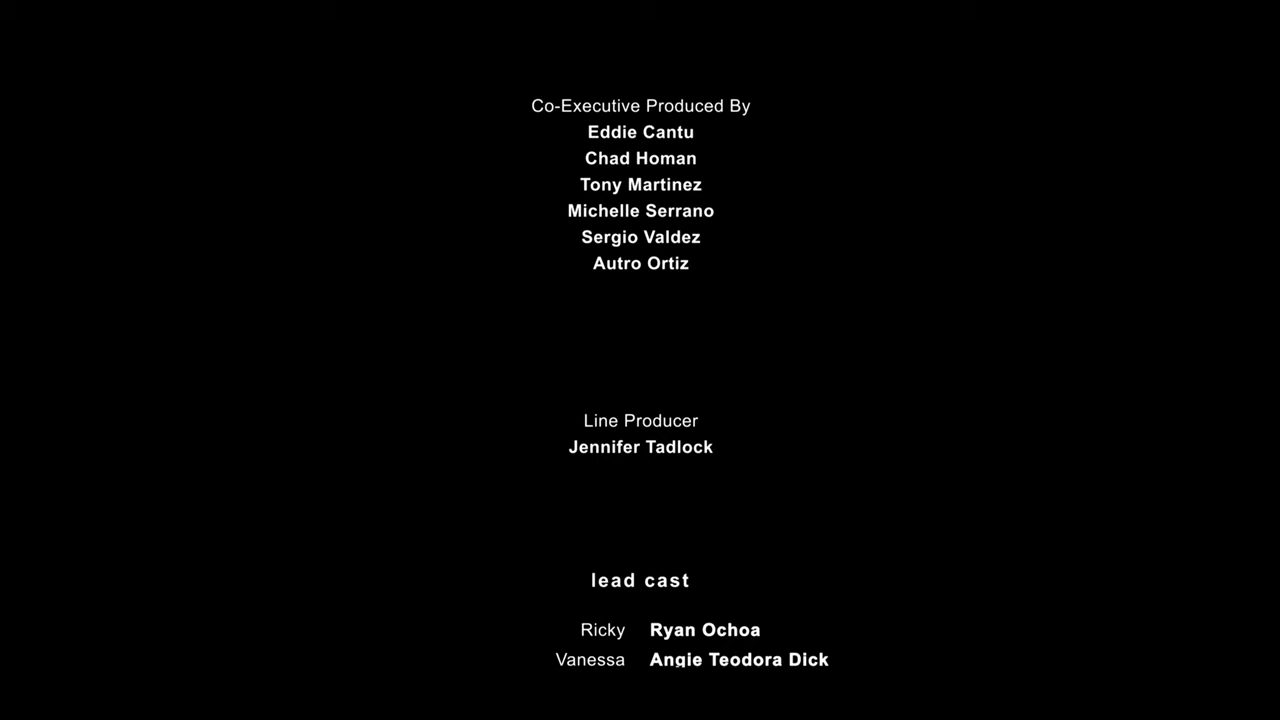 Co-Executive Produced By
Eddie Cantu
Chad Homan
Tony Martinez
Michelle Serrano
Sergio Valdez
Autro Ortiz
Line Producer
Jennifer Tadlock
lead cast
Ricky Ryan Ochoa
Vanessa Angie Teodora Dick